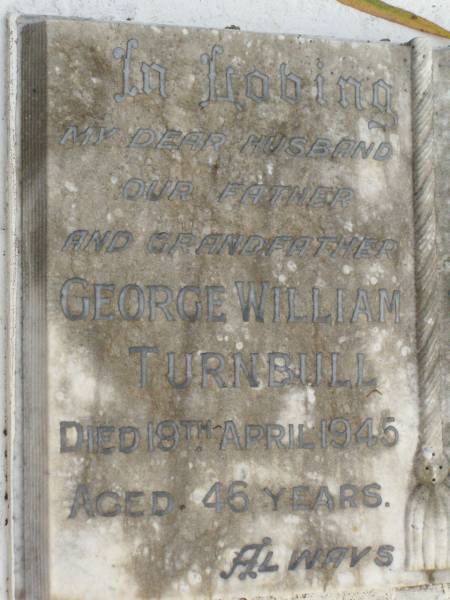 In Loving
MY DEAR HUSBAND
OUR FATHER
AND GRANDFATHER
GEORGE WILLIAM
TURNBULL
DIED 19TH APRIL 1945
AGED 46 YEARS.
ALWAYS